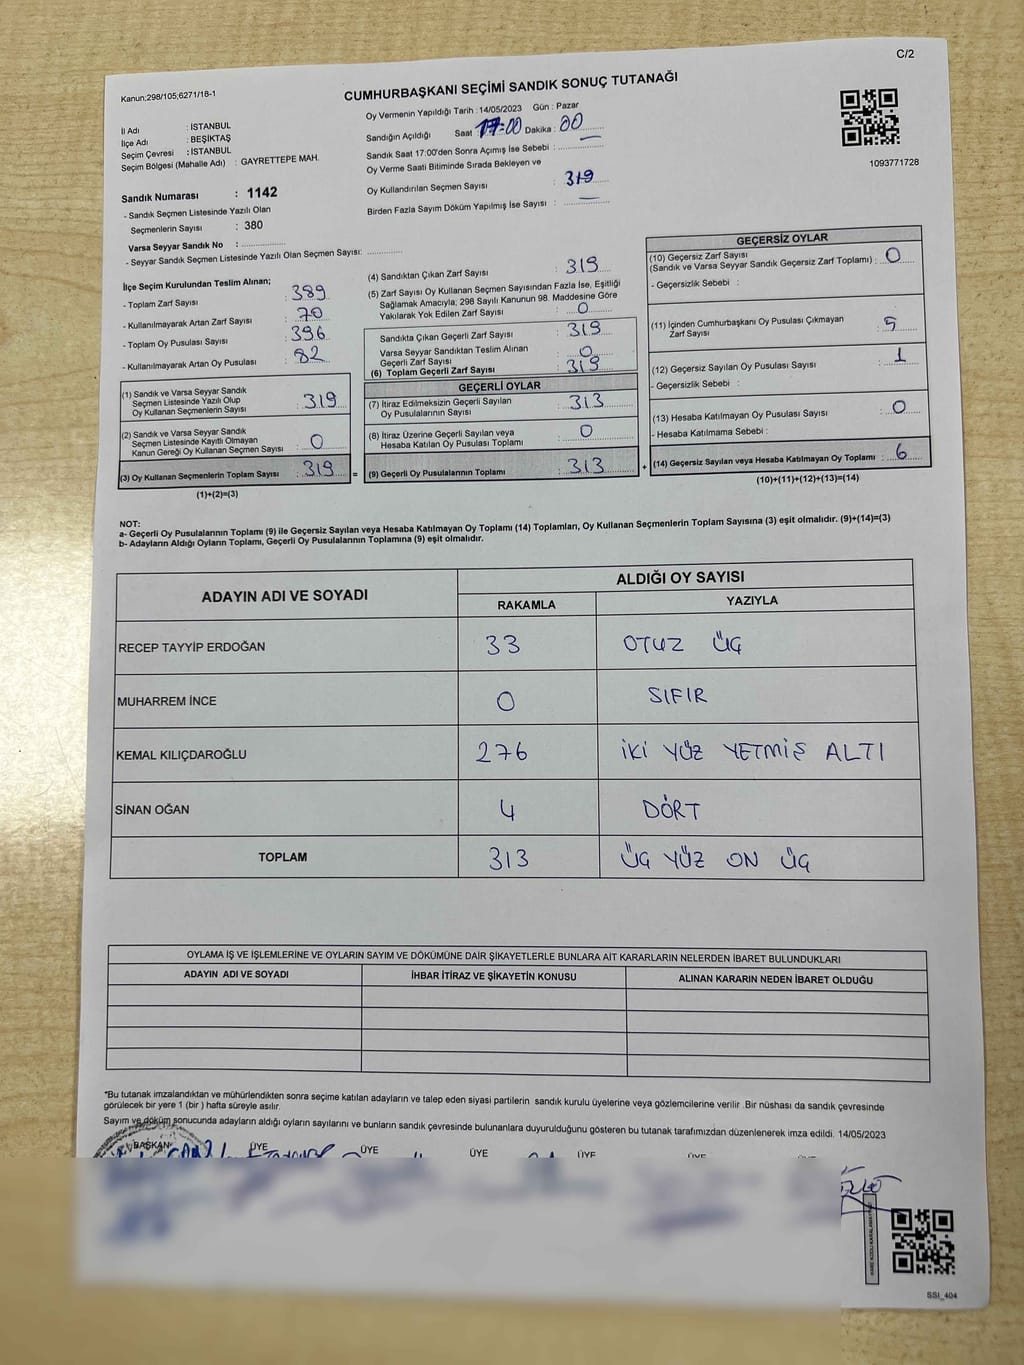 C/2
Kanun:298/105;6271/18-1
CUMHURBAŞKANI SEÇİMİ SANDIK SONUÇ TUTANAĞI
İl Adı : İSTANBUL
İlçe Adı : BEŞİKTAŞ
Seçim Çevresi : İSTANBUL
Seçim Bölgesi (Mahalle Adı) : GAYRETTEPE MAH.
Sandık Numarası : 1142
- Sandık Seçmen Listesinde Yazılı Olan
Seçmenlerin Sayısı : 380
Varsa Seyyar Sandık No :
- Seyyar Sandık Seçmen Listesinde Yazılı Olan Seçmen Sayısı:
Oy Vermenin Yapıldığı Tarih : 14/05/2023 Gün : Pazar
Sandığın Açıldığı Saat 17:00 Dakika : 00
Sandık Saat 17:00'den Sonra Açımış İse Sebebi :
Oy Verme Saati Bitiminde Sırada Bekleyen ve
Oy Kullandırılan Seçmen Sayısı : 319
Birden Fazla Sayım Döküm Yapılmış İse Sayısı :
1093771728
İlçe Seçim Kurulundan Teslim Alınan;
- Toplam Zarf Sayısı : 389
- Kullanılmayarak Artan Zarf Sayısı : 70
- Toplam Oy Pusulası Sayısı : 396
- Kullanılmayarak Artan Oy Pusulası : 82
(1) Sandık ve Varsa Seyyar Sandık
Seçmen Listesinde Yazılı Olup
Oy Kullanan Seçmenlerin Sayısı : 319
(2) Sandık ve Varsa Seyyar Sandık
Seçmen Listesinde Kayıtlı Olmayan
Kanun Gereği Oy Kullanan Seçmen Sayısı : 0
(3) Oy Kullanan Seçmenlerin Toplam Sayısı : 319 =
(1)+(2)=(3)
(4) Sandıktan Çıkan Zarf Sayısı : 319
(5) Zarf Sayısı Oy Kullanan Seçmen Sayısından Fazla İse, Eşitliği
Sağlamak Amacıyla; 298 Sayılı Kanunun 98. Maddesine Göre
Yakılarak Yok Edilen Zarf Sayısı : 0
Sandıkta Çıkan Geçerli Zarf Sayısı : 319
Varsa Seyyar Sandıktan Teslim Alınan
Geçerli Zarf Sayısı : 0
(6) Toplam Geçerli Zarf Sayısı : 319
GEÇERLİ OYLAR
(7) İtiraz Edilmeksizin Geçerli Sayılan
Oy Pusulasının Sayısı : 313
(8) İtiraz Üzerine Geçerli Sayılan veya
Hesaba Katılan Oy Pusulası Toplamı : 0
(9) Geçerli Oy Pusulalarının Toplamı : 313 +
GEÇERSİZ OYLAR
(10) Geçersiz Zarf Sayısı
(Sandık ve Varsa Seyyar Sandık Geçersiz Zarf Toplamı) : 0
- Geçersizlik Sebebi :
(11) İçinden Cumhurbaşkanı Oy Pusulası Çıkmayan
Zarf Sayısı : 5
(12) Geçersiz Sayılan Oy Pusulası Sayısı : 1
- Geçersizlik Sebebi :
(13) Hesaba Katılmayan Oy Pusulası Sayısı : 0
- Hesaba Katılmama Sebebi :
(14) Geçersiz Sayılan veya Hesaba Katılmayan Oy Toplamı : 6
(10)+(11)+(12)+(13)=(14)
NOT:
a- Geçerli Oy Pusulalarının Toplamı (9) ile Geçersiz Sayılan veya Hesaba Katılmayan Oy Toplamı (14) Toplamları, Oy Kullanan Seçmenlerin Toplam Sayısına (3) eşit olmalıdır. (9)+(14)=(3)
b- Adayların Aldığı Oyların Toplamı, Geçerli Oy Pusulalarının Toplamına (9) eşit olmalıdır.
ADAYIN ADI VE SOYADI ALDIĞI OY SAYISI
RAKAMLA YAZIYLA
RECEP TAYYİP ERDOĞAN 33 OTUZ ÜÇ
MUHARREM İNCE 0 SIFIR
KEMAL KILIÇDAROĞLU 276 İKİ YÜZ YETMİŞ ALTI
SİNAN OĞAN 4 DÖRT
TOPLAM 313 ÜÇ YÜZ ON ÜÇ
OYLAMA İŞ VE İŞLEMLERİNE VE OYLARIN SAYIM VE DÖKÜMÜNE DAİR ŞİKAYETLERLE BUNLARA AİT KARARLARIN NELERDEN İBARET BULUNDUKLARI
ADAYIN ADI VE SOYADI İHBAR İTİRAZ VE ŞİKAYETİN KONUSU ALINAN KARARIN NEDEN İBARET OLDUĞU
*Bu tutanak imzalandıktan ve mühürlendikten sonra seçime katılan adayların ve talep eden siyasi partilerin sandık kurulu üyelerine veya gözlemcilerine verilir .Bir nüshası da sandık çevresinde
görülecek bir yere 1 (bir ) hafta süreyle asılır.
Sayım ve döküm sonucunda adayların aldığı oyların sayılarını ve bunların sandık çevresinde bulunanlara duyurulduğunu gösteren bu tutanak tarafımızdan düzenlenerek imza edildi. 14/05/2023
BAŞKAN ÜYE ÜYE ÜYE ÜYE ÜYE
SSI_404